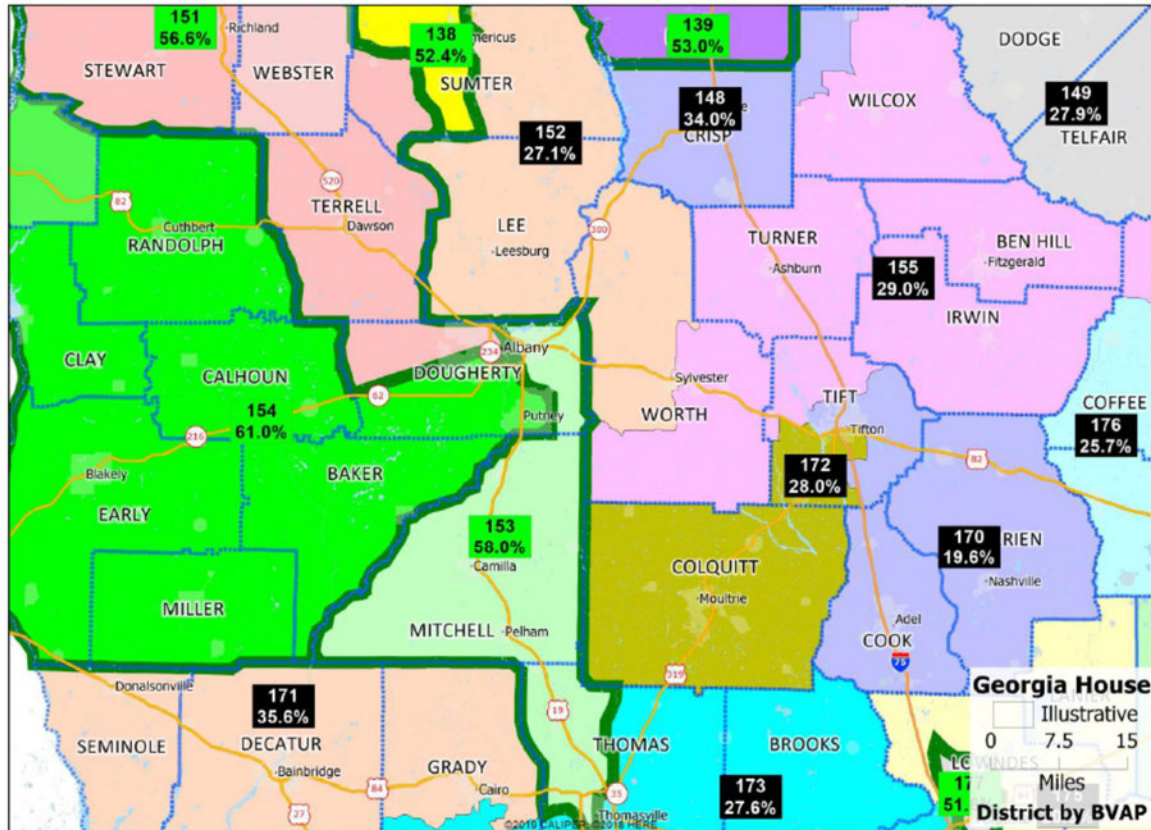 151
56.6%
Richland
138
52.4%
mericus
139
53.0%
DODGE
STEWART
WEBSTER
SUMTER
148
34.0%
CRISP
WILCOX
149
27.9%
TELFAIR
152
27.1%
520
82
Cuthbert
RANDOLPH
TERRELL
Dawson
LEE
Leesburg
300
TURNER
Ashburn
BEN HILL
Fitzgerald
155
29.0%
IRWIN
CLAY
CALHOUN
234
Albany
DOUGHERTY
62
Putney
Sylvester
WORTH
TIFT
Tifton
COFFEE
176
25.7%
154
61.0%
216
Blakely
BAKER
EARLY
172
28.0%
82
153
58.0%
Camilla
170
19.6%
RIEN
Nashville
COLQUITT
Moultrie
MILLER
MITCHELL
Pelham
Adel
COOK
75
319
Donalsonville
171
35.6%
SEMINOLE
DECATUR
Bainbridge
GRADY
84
Cairo
27
19
THOMAS
35
Thomasville
BROOKS
173
27.6%
LANIER
LOWNDES
177
51.
175
Georgia House
Illustrative
0 7.5 15
Miles
District by BVAP
©2019 CALIPER; ©2018 HERE